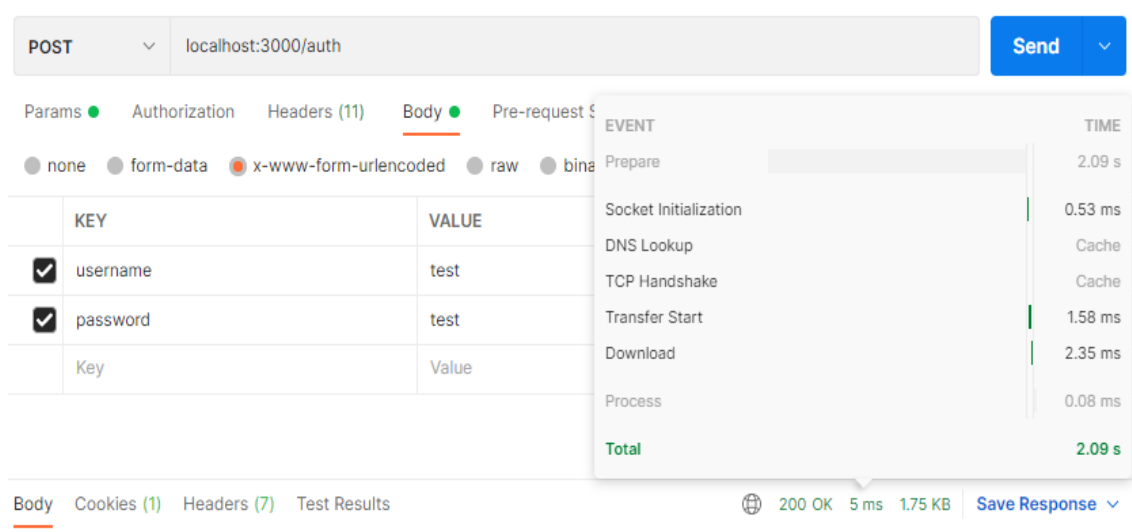 POST localhost:3000/auth Send
Params Authorization Headers (11) Body Pre-request S
none form-data x-www-form-urlencoded raw bina
KEY VALUE
username test
password test
Key Value
EVENT TIME
Prepare 2.09 s
Socket Initialization 0.53 ms
DNS Lookup Cache
TCP Handshake Cache
Transfer Start 1.58 ms
Download 2.35 ms
Process 0.08 ms
Total 2.09 s
Body Cookies (1) Headers (7) Test Results 200 OK 5 ms 1.75 KB Save Response